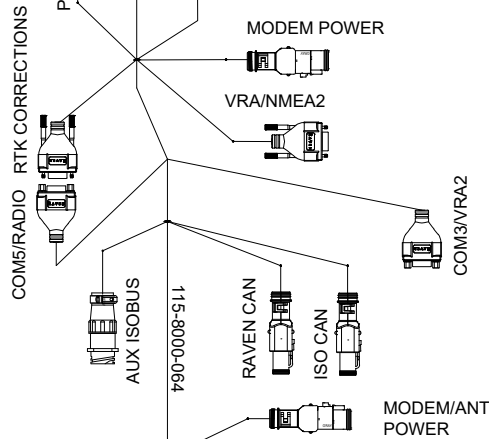 P
MODEM POWER
RTK CORRECTIONS
VRA/NMEA2
COM5/RADIO
COM3/VRA2
AUX ISOBUS
115-8000-064
RAVEN CAN
ISO CAN
MODEM/ANT
POWER